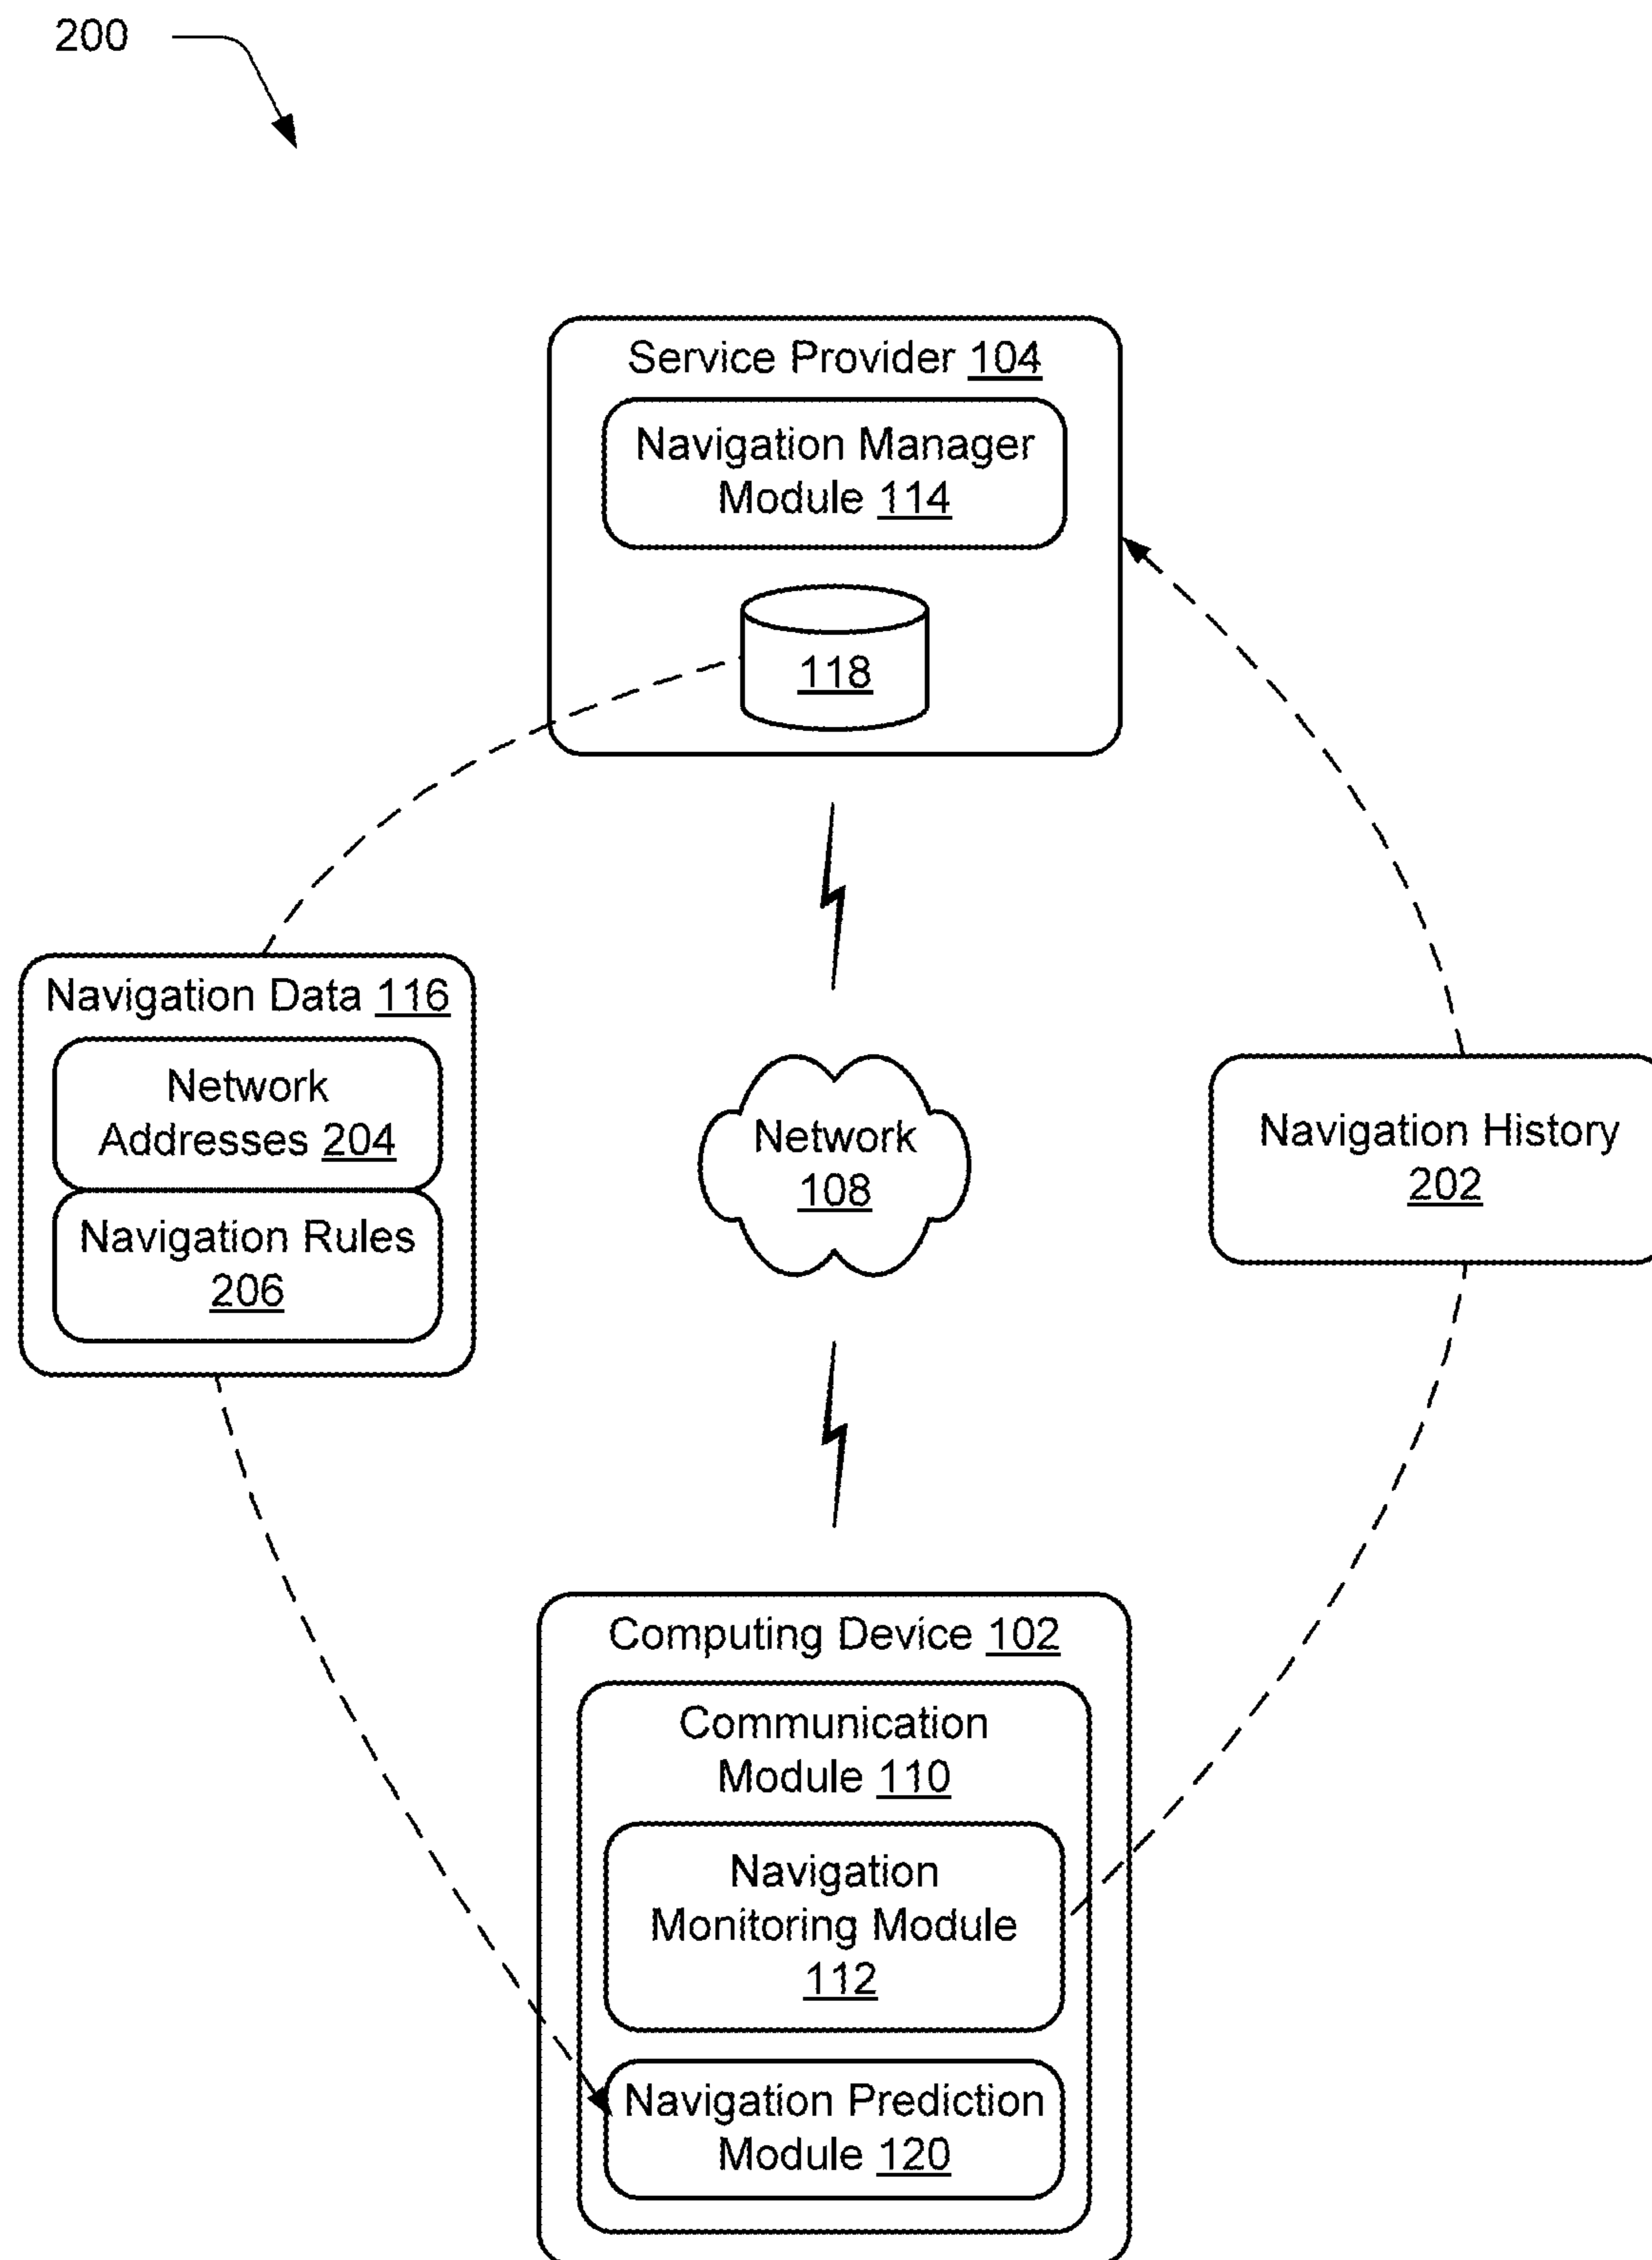 200
Service Provider 104
Navigation Manager
Module 114
118
Navigation Data 116
Network
Addresses 204
Navigation Rules
206
Network
108
Navigation History
202
Computing Device 102
Communication
Module 110
Navigation
Monitoring Module
112
Navigation Prediction
Module 120